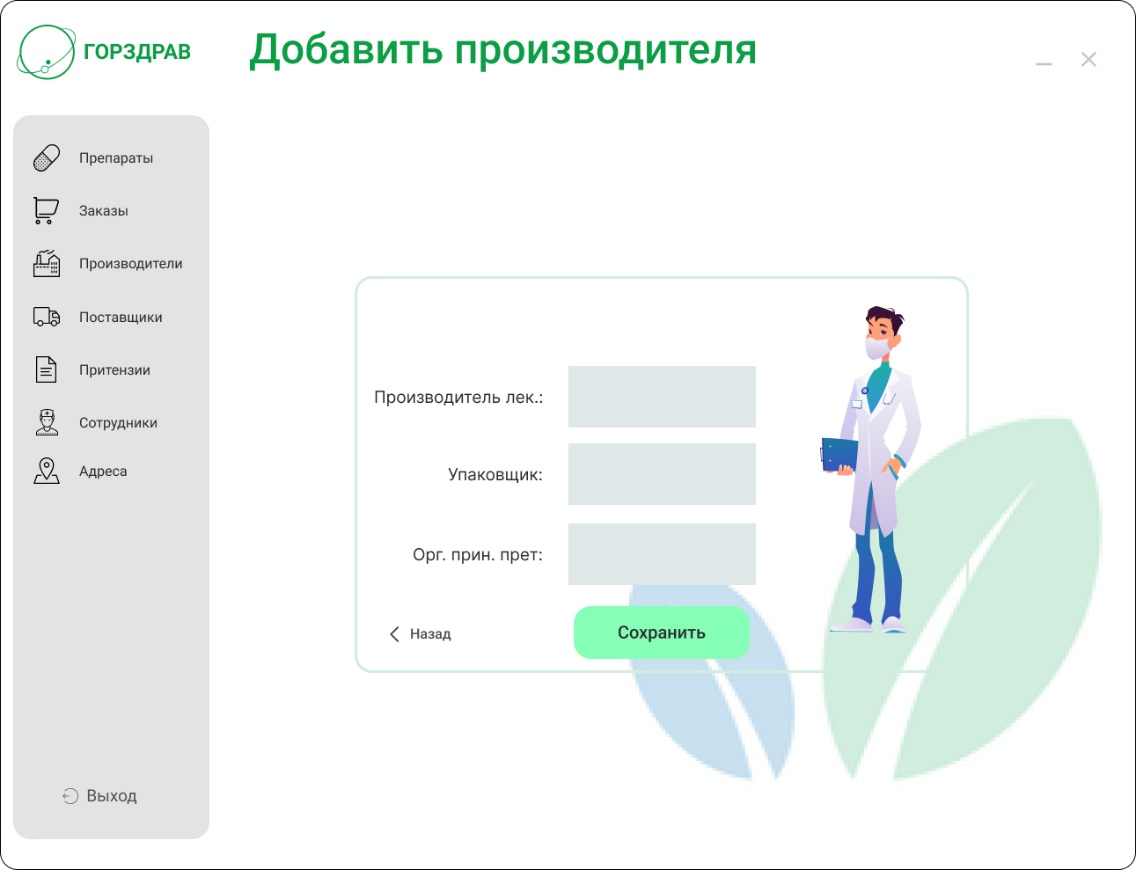 ГОРЗДРАВ
Добавить производителя
Препараты
Заказы
Производители
Поставщики
Притензии
Сотрудники
Адреса
Выход
Производитель лек.:
Упаковщик:
Орг. прин. прет:
Назад
Сохранить